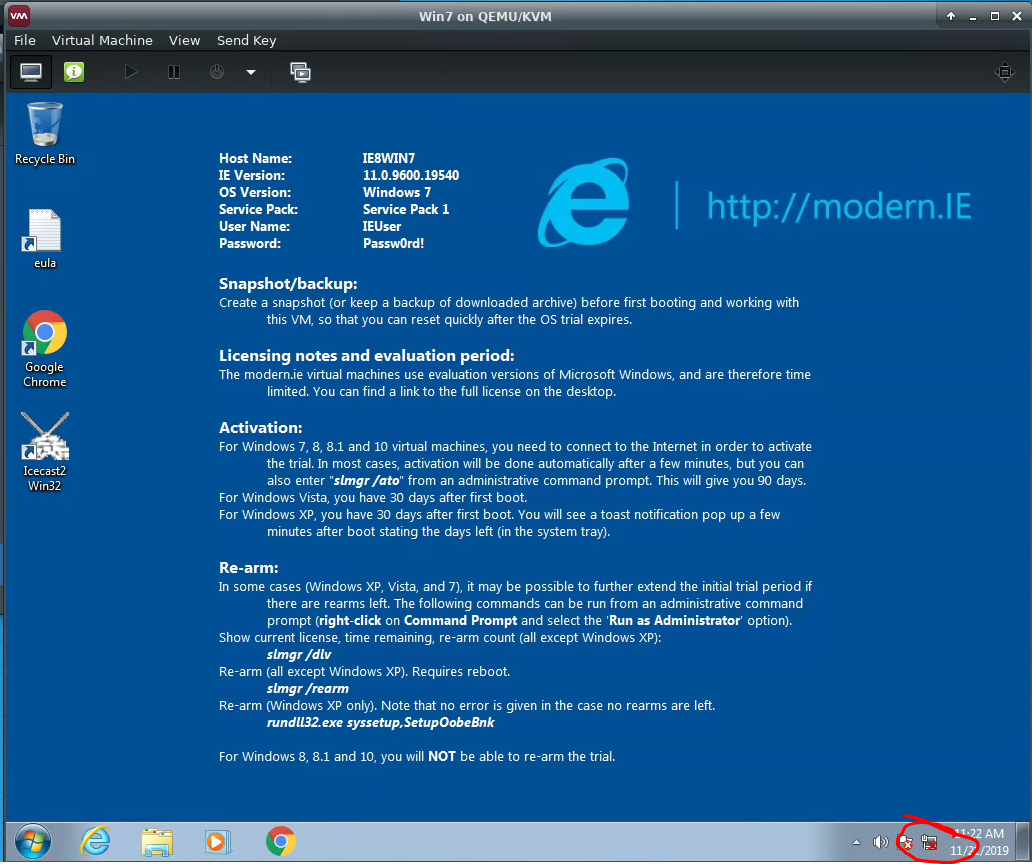 Win7 on QEMU/KVM
File Virtual Machine View Send Key
Recycle Bin
eula
Google
Chrome
Icecast2
Win32
Host Name: IE8WIN7
IE Version: 11.0.9600.19540
OS Version: Windows 7
Service Pack: Service Pack 1
User Name: IEUser
Password: Passw0rd!
http://modern.IE
Snapshot/backup:
Create a snapshot (or keep a backup of downloaded archive) before first booting and working with
this VM, so that you can reset quickly after the OS trial expires.
Licensing notes and evaluation period:
The modern.ie virtual machines use evaluation versions of Microsoft Windows, and are therefore time
limited. You can find a link to the full license on the desktop.
Activation:
For Windows 7, 8, 8.1 and 10 virtual machines, you need to connect to the Internet in order to activate
the trial. In most cases, activation will be done automatically after a few minutes, but you can
also enter "slmgr /ato" from an administrative command prompt. This will give you 90 days.
For Windows Vista, you have 30 days after first boot.
For Windows XP, you have 30 days after first boot. You will see a toast notification pop up a few
minutes after boot stating the days left (in the system tray).
Re-arm:
In some cases (Windows XP, Vista, and 7), it may be possible to further extend the initial trial period if
there are rearms left. The following commands can be run from an administrative command
prompt (right-click on Command Prompt and select the 'Run as Administrator' option).
Show current license, time remaining, re-arm count (all except Windows XP):
slmgr /dlv
Re-arm (all except Windows XP). Requires reboot.
slmgr /rearm
Re-arm (Windows XP only). Note that no error is given in the case no rearms are left.
rundll32.exe syssetup,SetupOobeBnk
For Windows 8, 8.1 and 10, you will NOT be able to re-arm the trial.
11:22 AM